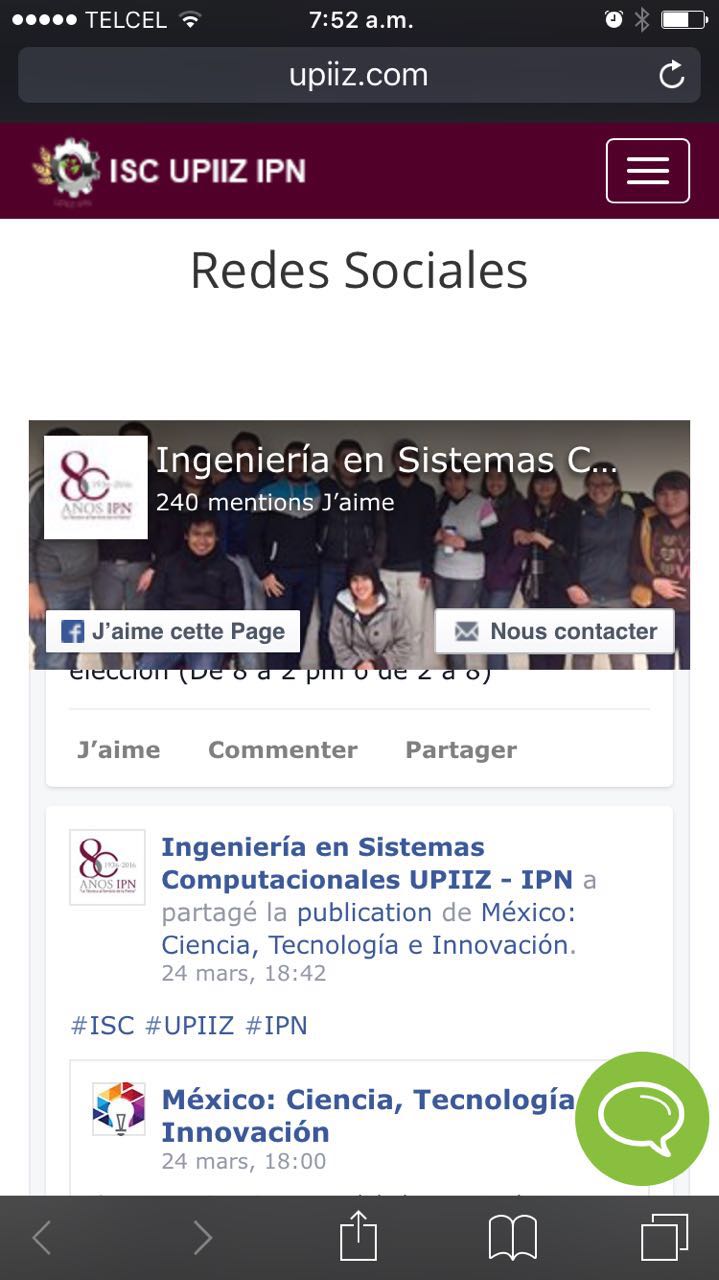 TELCEL
7:52 a.m.
upiiz.com
ISC UPIIZ IPN
Redes Sociales
80
1936-2016
AÑOS IPN
Ingeniería en Sistemas C...
240 mentions J’aime
J’aime cette Page
Nous contacter
elección (De 8 a 2 pm o de 2 a 8)
J’aime
Commenter
Partager
80
1936-2016
AÑOS IPN
Ingeniería en Sistemas
Computacionales UPIIZ - IPN a
partagé la publication de México:
Ciencia, Tecnología e Innovación.
24 mars, 18:42
#ISC #UPIIZ #IPN
México: Ciencia, Tecnología
Innovación
24 mars, 18:00